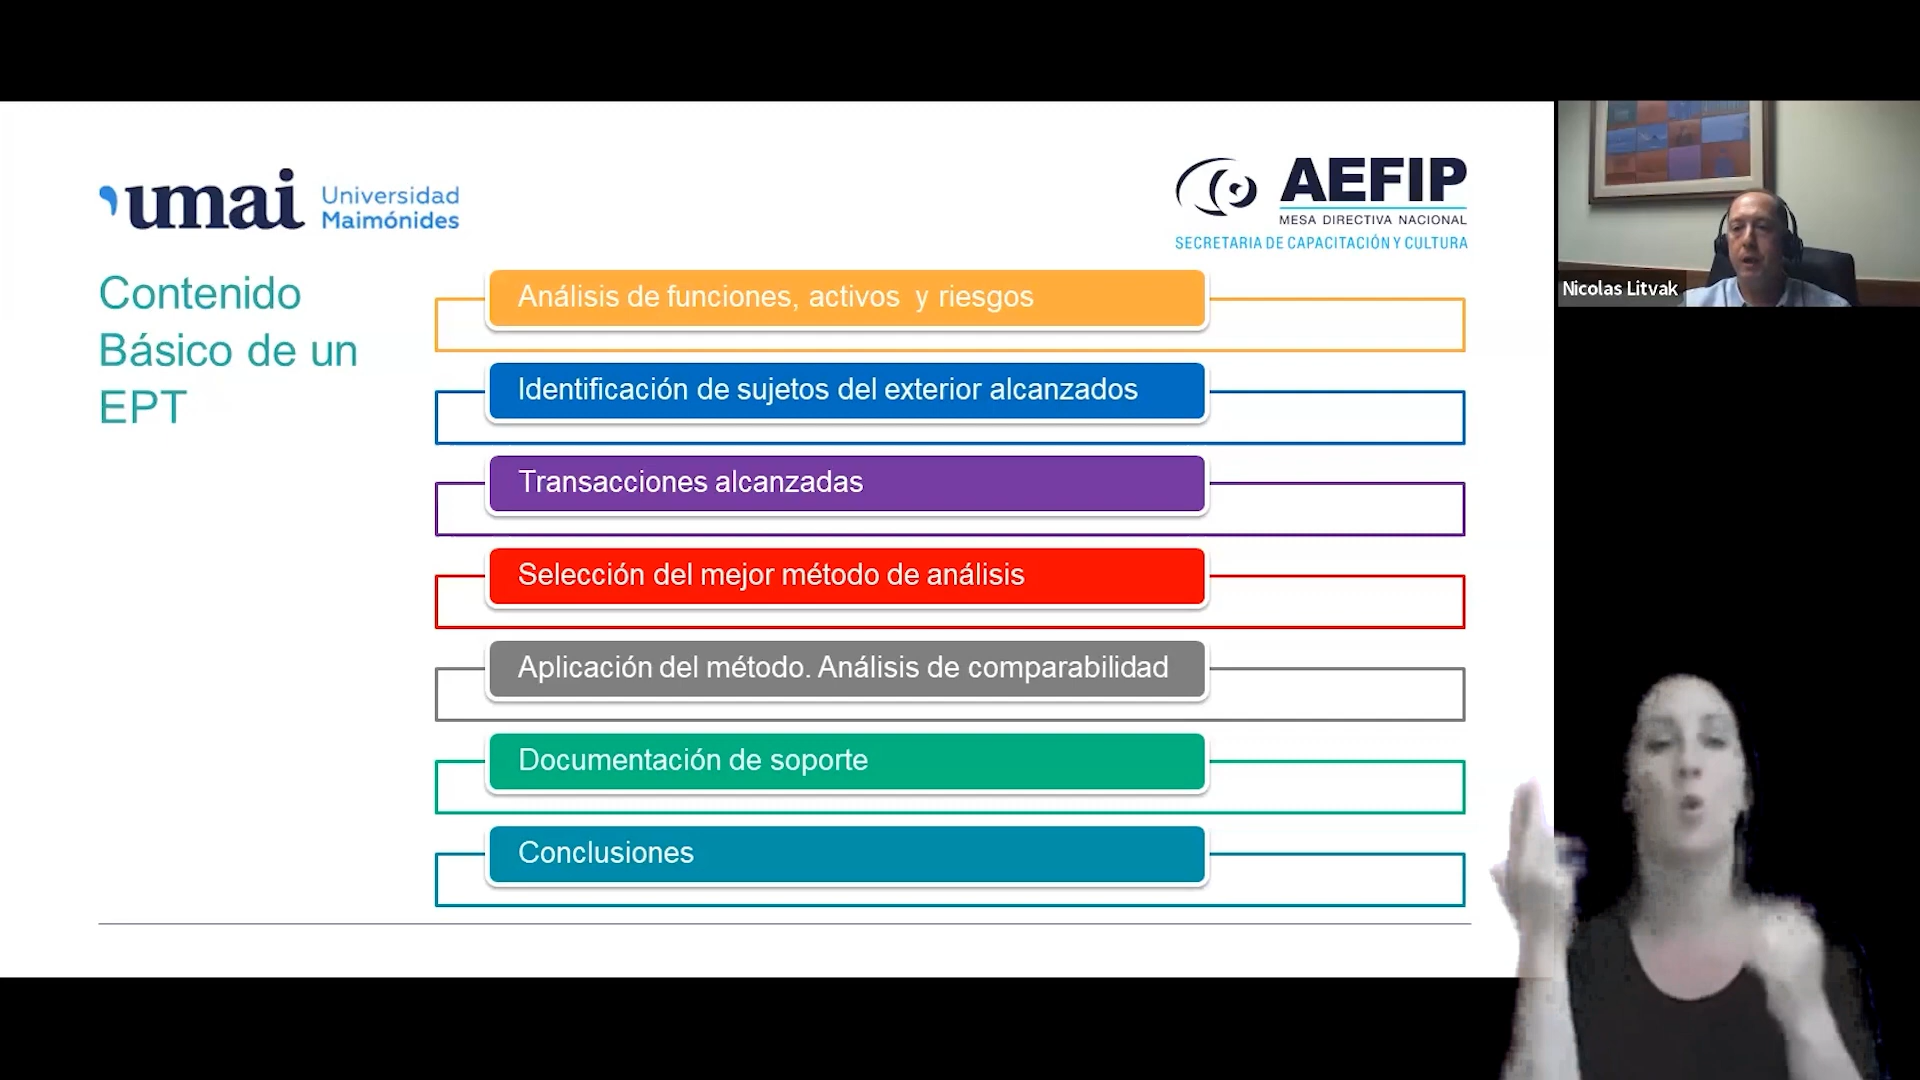 umai
Universidad
Maimónides
AEFIP
MESA DIRECTIVA NACIONAL
SECRETARIA DE CAPACITACIÓN Y CULTURA
Contenido
Básico de un
EPT
Análisis de funciones, activos y riesgos
Identificación de sujetos del exterior alcanzados
Transacciones alcanzadas
Selección del mejor método de análisis
Aplicación del método. Análisis de comparabilidad
Documentación de soporte
Conclusiones
Nicolas Litvak